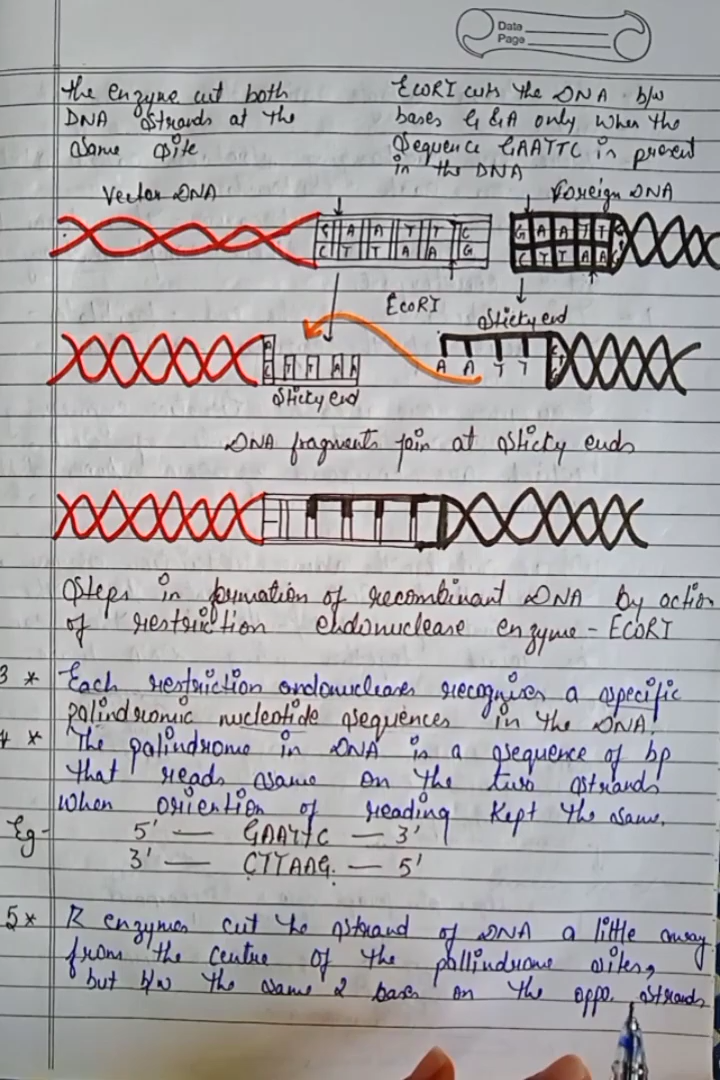 Date
Page
the enzyme cut both
DNA strands at the
same site
EcoRI cuts the DNA b/w
bases G & A only when the
sequence GAATTC is present
in the DNA
Vector DNA
Foreign DNA
G A A T T C
C T T A A G
G A A T T C
C T T A A G
EcoRI
Sticky end
A A T T
T T A A
Sticky end
DNA fragments join at sticky ends
Steps in formation of recombinant DNA by action
of restriction endonuclease enzyme - ECORI
3 * Each restriction endonucleases recognises a specific
palindromic nucleotide sequences in the DNA.
4 * The palindrome in DNA is a sequence of bp
that reads same on the two strands
when oriention of reading kept the same.
Eg- 5' — GAATTC — 3'
3' — CTTAAG. — 5'
5* R enzymes cut the strand of DNA a little away
from the centre of the pallindrome sites,
but b/w the same 2 bases on the oppo. strands